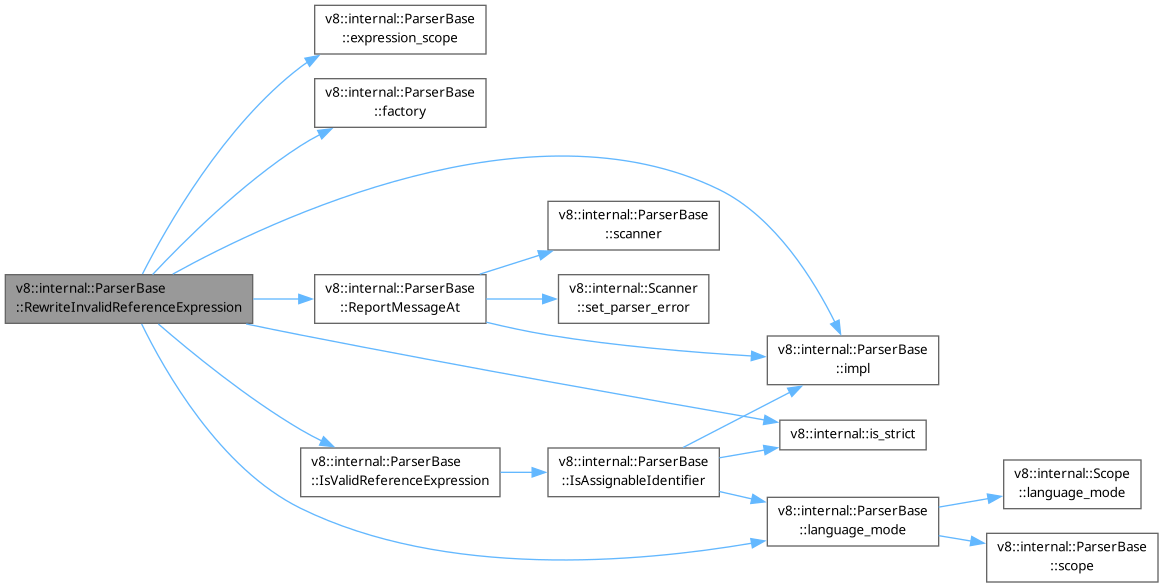 v8::internal::ParserBase
::expression_scope
v8::internal::ParserBase
::factory
v8::internal::ParserBase
::scanner
v8::internal::ParserBase
::RewriteInvalidReferenceExpression
v8::internal::ParserBase
::ReportMessageAt
v8::internal::Scanner
::set_parser_error
v8::internal::ParserBase
::impl
v8::internal::is_strict
v8::internal::ParserBase
::IsValidReferenceExpression
v8::internal::ParserBase
::IsAssignableIdentifier
v8::internal::Scope
::language_mode
v8::internal::ParserBase
::language_mode
v8::internal::ParserBase
::scope